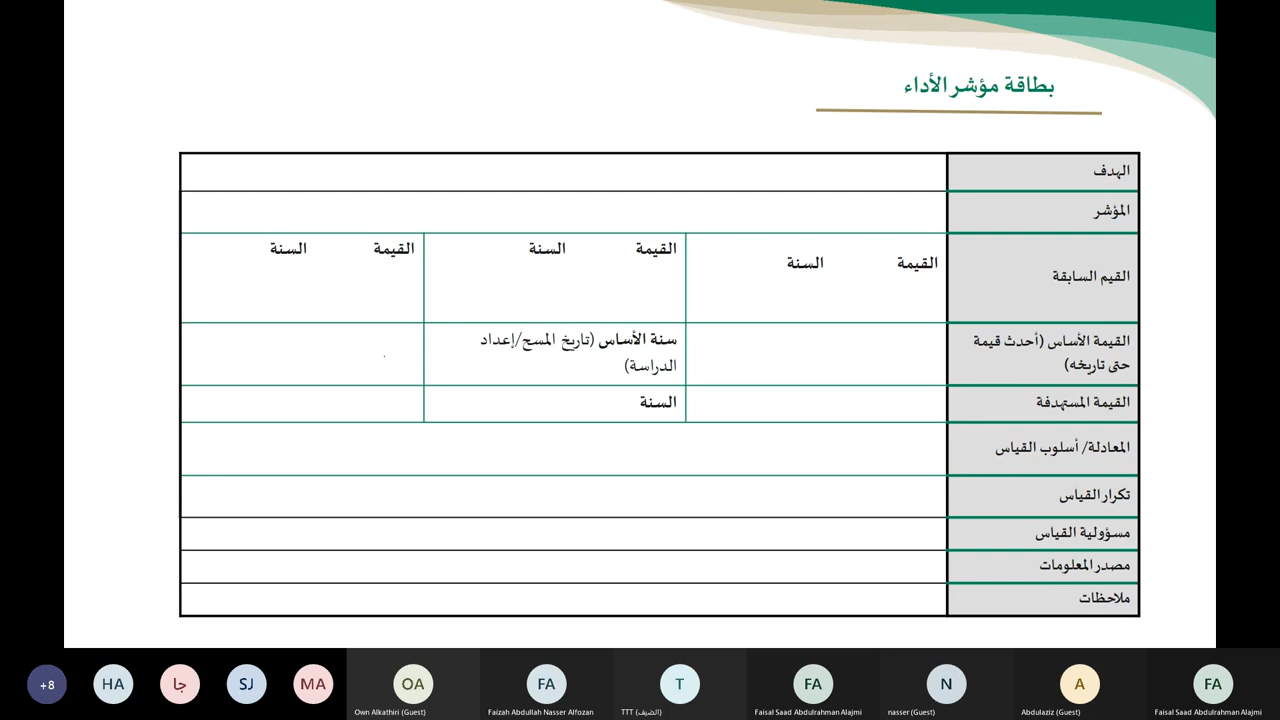 بطاقة مؤشر الأداء
الهدف
المؤشر
القيم السابقة
القيمة السنة
القيمة السنة
القيمة السنة
القيمة الأساس (أحدث قيمة
حتى تاريخه)
سنة الأساس (تاريخ المسح/إعداد
الدراسة)
القيمة المستهدفة
السنة
المعادلة/ أسلوب القياس
تكرار القياس
مسؤولية القياس
مصدر المعلومات
ملاحظات
+8
HA
جا
SJ
MA
OA
Own Alkathiri (Guest)
FA
Faizah Abdullah Nasser Alfozan
T
TTT (الضيف)
FA
Faisal Saad Abdulrahman Alajmi
N
nasser (Guest)
A
Abdulaziz (Guest)
FA
Faisal Saad Abdulrahman Alajmi